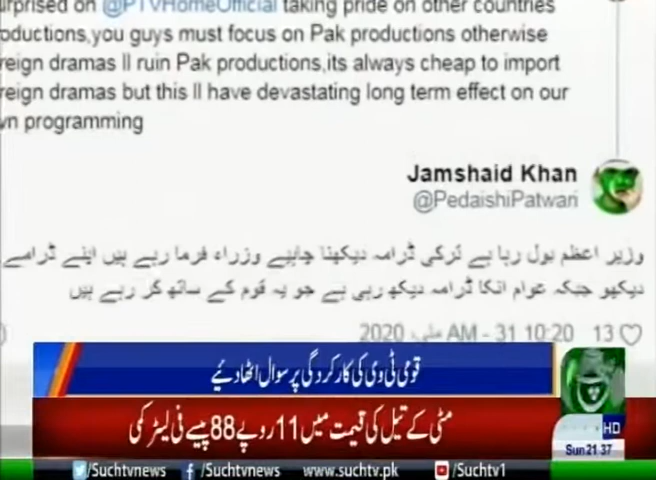 urprised on @PTVHomeOfficial taking pride on other countries
oductions,you guys must focus on Pak productions otherwise
reign dramas ll ruin Pak productions,its always cheap to import
reign dramas but this ll have devastating long term effect on our
wn programming
Jamshaid Khan
@PedaishiPatwari
وزیر اعظم بول رہا ہے ترکی ڈرامہ دیکھنا چاہیے وزراء فرما رہے ہیں اپنے ڈرامے
دیکھو جبکہ عوام انکا ڈرامہ دیکھ رہی ہے جو یہ قوم کے ساتھ کر رہے ہیں
13 10:20 AM - 31 مئی، 2020
قومی ٹی وی کی کارکردگی پر سوال اٹھا دئیے
مٹی کے تیل کی قیمت میں 11 روپے 88 پیسے فی لیٹر کمی
HD
Sun 21:37
/Suchtvnews /Suchtvnews www.suchtv.pk /Suchtv1